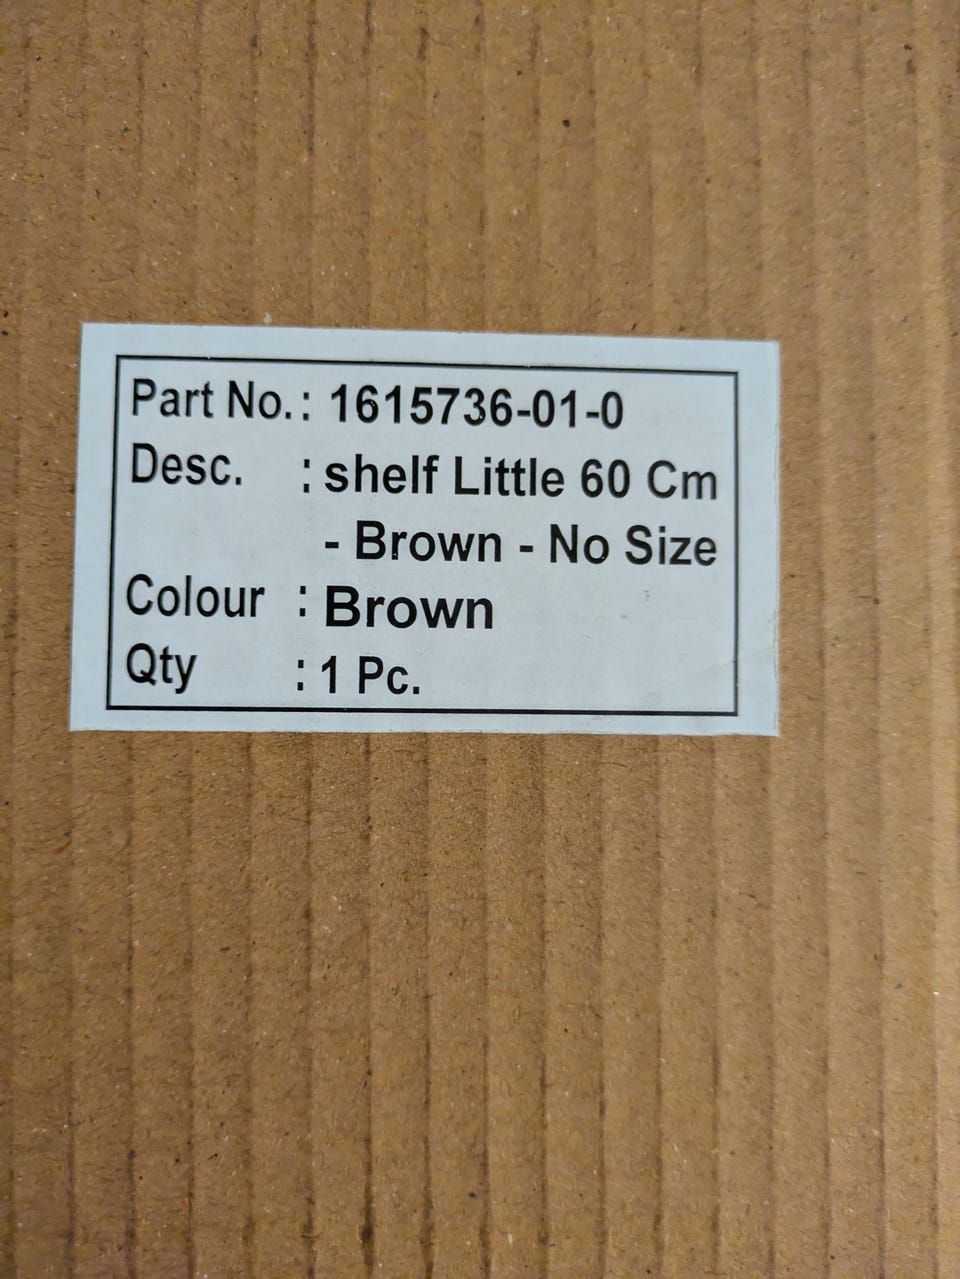 Part No.: 1615736-01-0
Desc. : shelf Little 60 Cm
- Brown - No Size
Colour : Brown
Qty : 1 Pc.